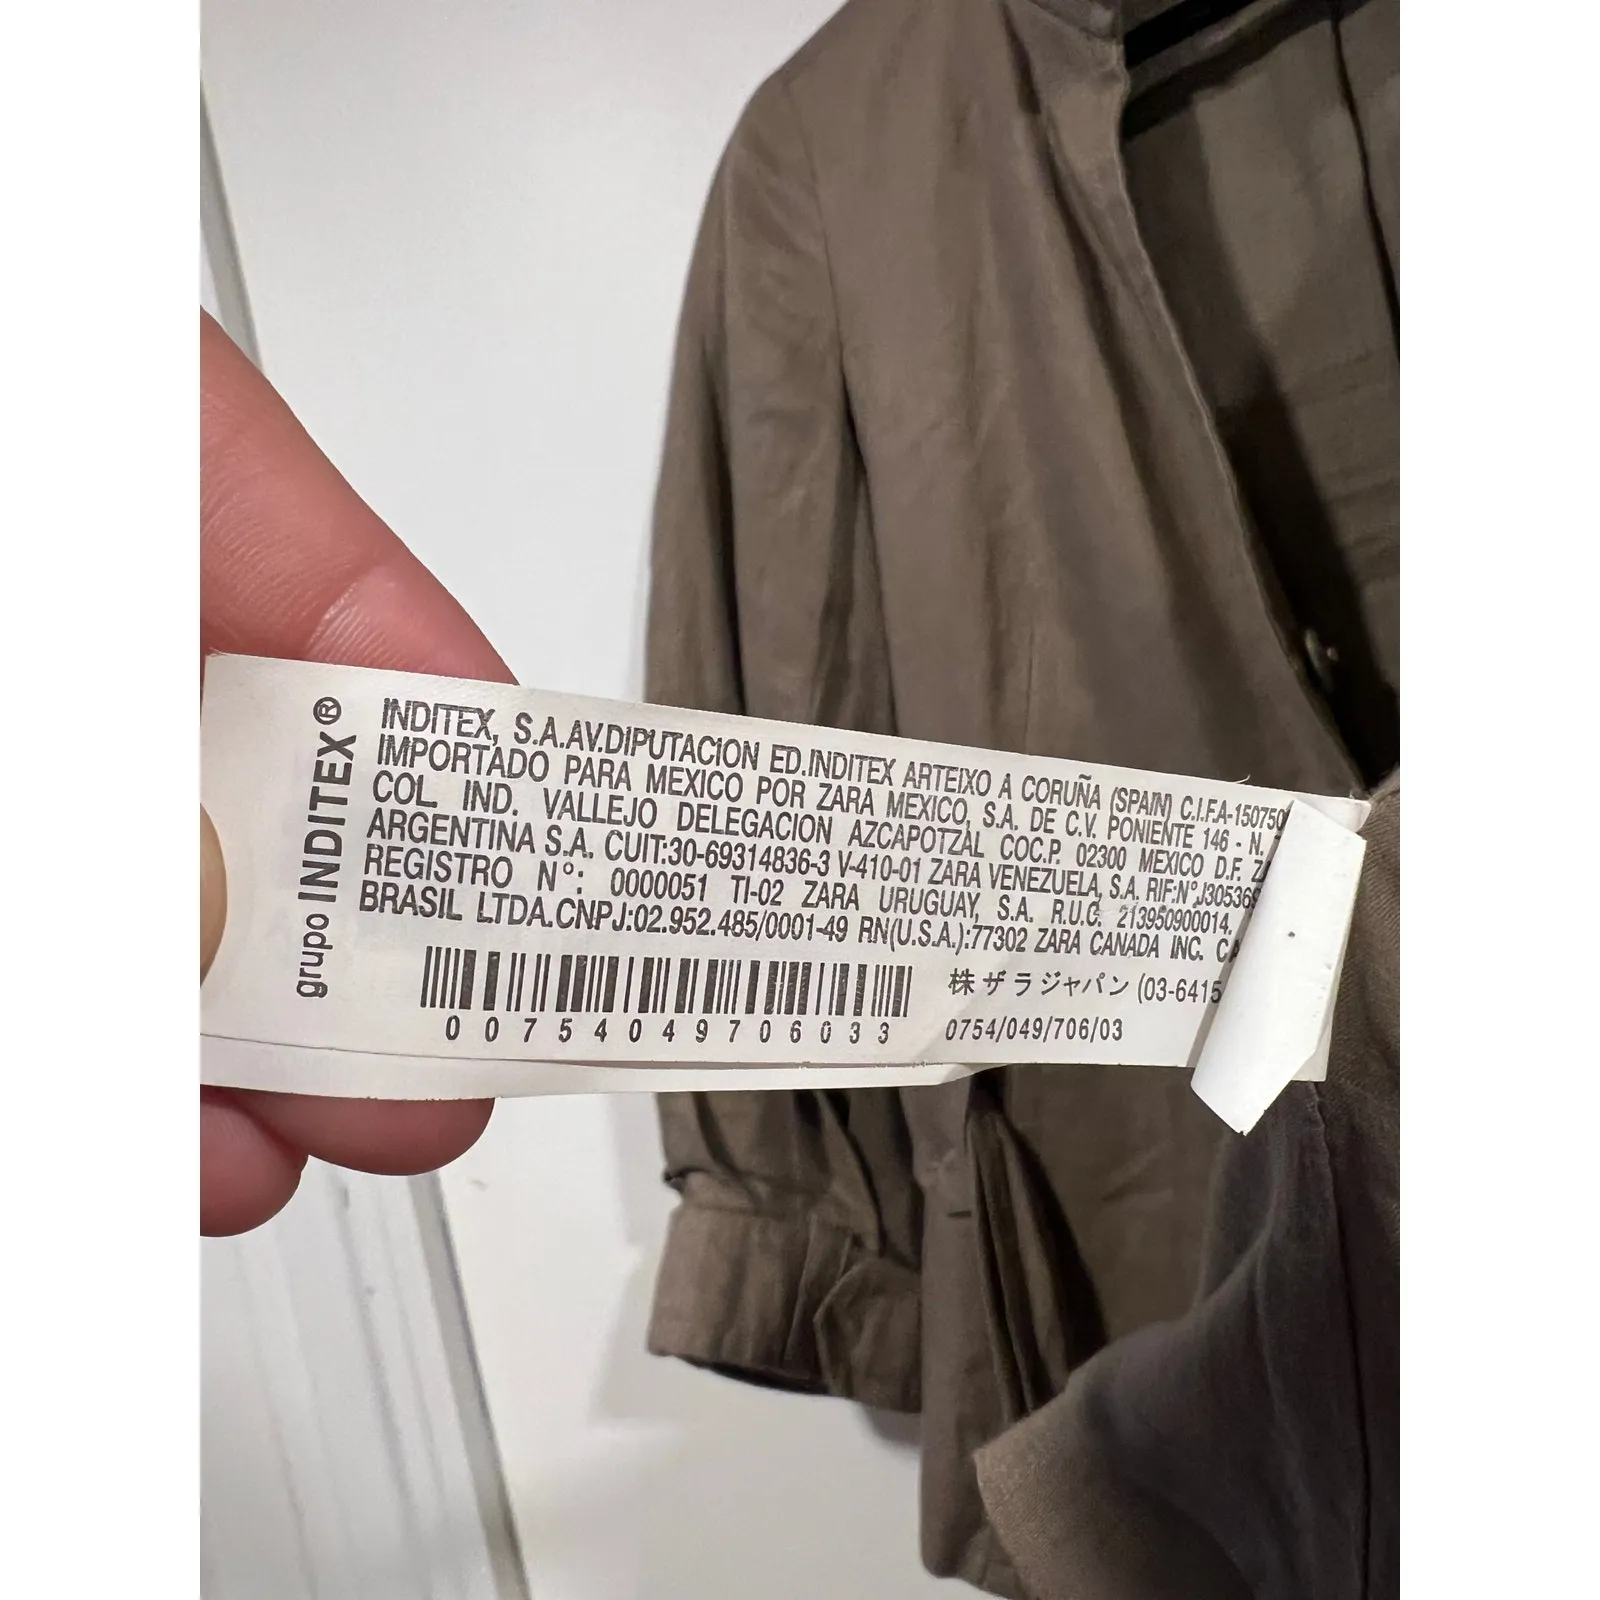 grupo INDITEX®
INDITEX, S.A.AV.DIPUTACION ED.INDITEX ARTEIXO A CORUÑA (SPAIN) C.I.F.A-150750
IMPORTADO PARA MEXICO POR ZARA MEXICO, S.A. DE C.V. PONIENTE 146 - N.
COL. IND. VALLEJO DELEGACION AZCAPOTZAL COC.P. 02300 MEXICO D.F.
ARGENTINA S.A. CUIT:30-69314836-3 V-410-01 ZARA VENEZUELA, S.A. RIF:N°J305369
REGISTRO N°: 0000051 TI-02 ZARA URUGUAY, S.A. R.U.C. 213950900014.
BRASIL LTDA.CNPJ:02.952.485/0001-49 RN(U.S.A.):77302 ZARA CANADA INC.
株ザラジャパン (03-6415
00754049706033
0754/049/706/03